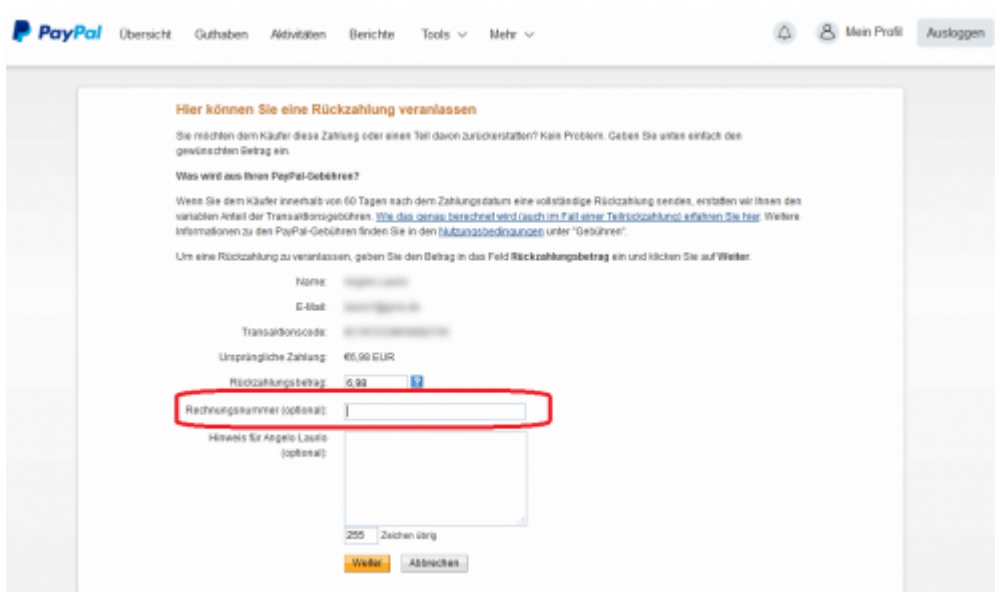 PayPal Übersicht Guthaben Aktivitäten Berichte Tools Mehr Mein Profil Ausloggen
Hier können Sie eine Rückzahlung veranlassen
Sie möchten dem Käufer diese Zahlung oder einen Teil davon zurückerstatten? Kein Problem. Geben Sie unten einfach den
gewünschten Betrag ein.
Was wird aus Ihren PayPal-Gebühren?
Wenn Sie dem Käufer innerhalb von 60 Tagen nach dem Zahlungsdatum eine vollständige Rückzahlung senden, erstatten wir Ihnen den
variablen Anteil der Transaktionsgebühren. Wie das genau berechnet wird (auch im Fall einer Teilrückzahlung) erfahren Sie hier. Weitere
Informationen zu den PayPal-Gebühren finden Sie in den Nutzungsbedingungen unter "Gebühren".
Um eine Rückzahlung zu veranlassen, geben Sie den Betrag in das Feld Rückzahlungsbetrag ein und klicken Sie auf Weiter.
Name:
E-Mail:
Transaktionscode:
Ursprüngliche Zahlung: €6,98 EUR
Rückzahlungsbetrag: 6,98 ?
Rechnungsnummer (optional):
Hinweis für Angelo Laurio
(optional):
255 Zeichen übrig
Weiter Abbrechen